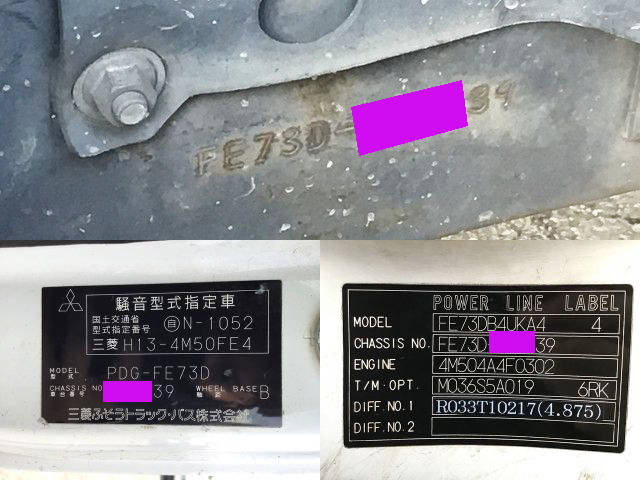 FE73D- 39
騒音型式指定車
国土交通省
型式指定番号 自N-1052
三菱 H13-4M50FE4
MODEL
型式 PDG-FE73D
CHASSIS NO 39 WHEEL BASE B
車台番号 軸距
三菱ふそうトラック・バス株式会社
POWER LINE LABEL
MODEL FE73DB4UKA4 4
CHASSIS NO. FE73D 39
ENGINE 4M504A4F0302
T/M・OPT. M036S5A019 6RK
DIFF.NO.1 R033T10217(4.875)
DIFF.NO.2